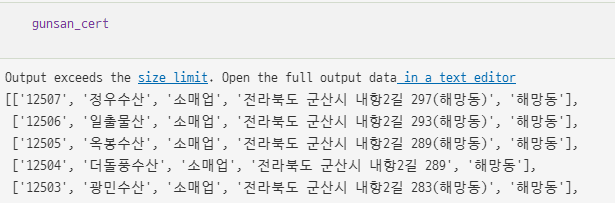 gunsan_cert
Output exceeds the size limit. Open the full output data in a text editor
[['12507', '정우수산', '소매업', '전라북도 군산시 내항2길 297(해망동)', '해망동'],
['12506', '일출물산', '소매업', '전라북도 군산시 내항2길 293(해망동)', '해망동'],
['12505', '옥봉수산', '소매업', '전라북도 군산시 내항2길 289(해망동)', '해망동'],
['12504', '더돌풍수산', '소매업', '전라북도 군산시 내항2길 289', '해망동'],
['12503', '광민수산', '소매업', '전라북도 군산시 내항2길 283(해망동)', '해망동'],